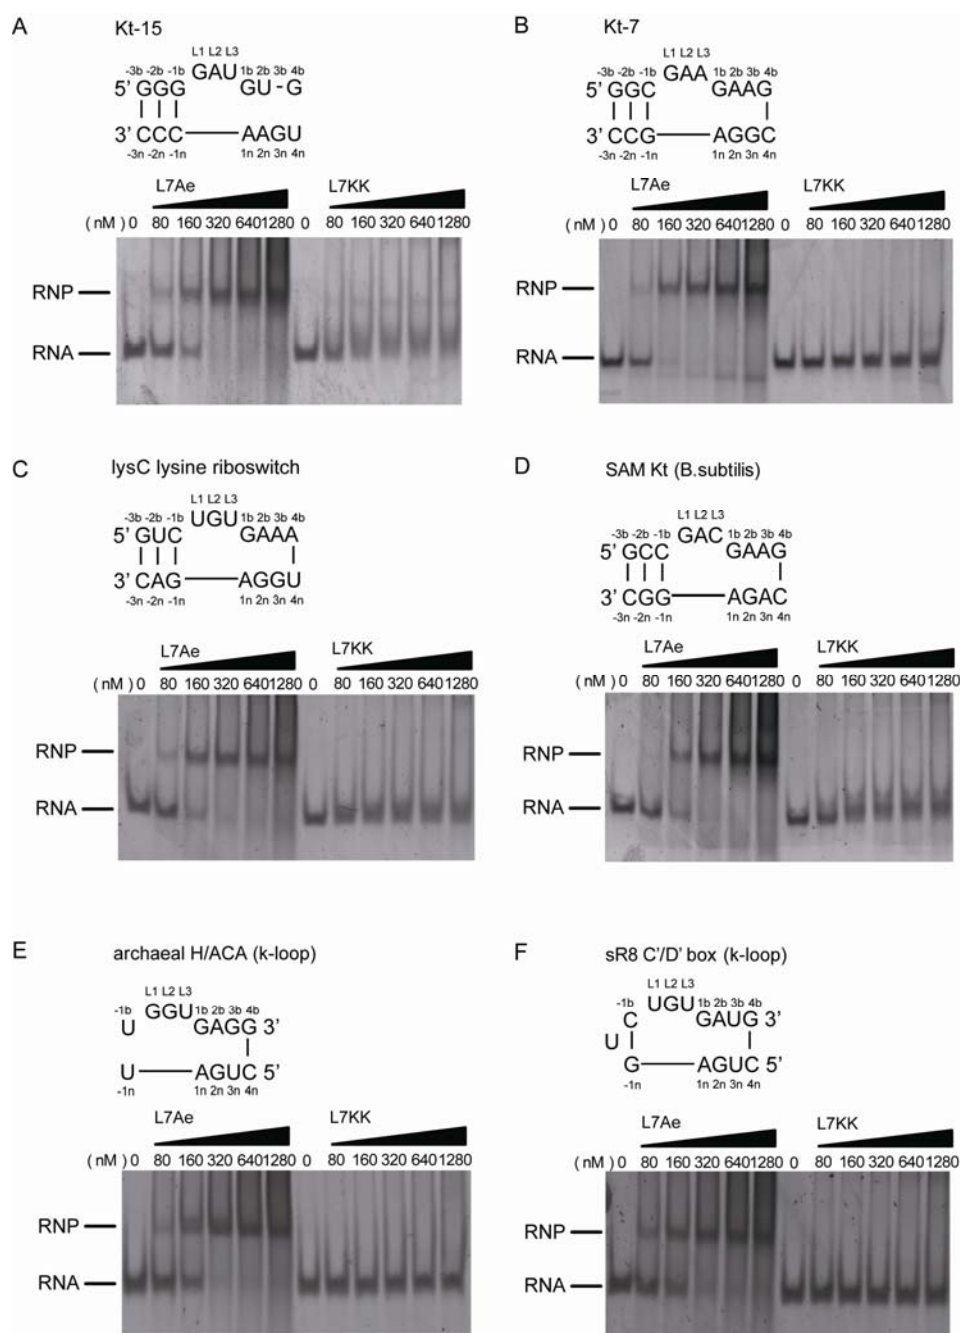 A
Kt-15
L1 L2 L3
-3b -2b -1b GAU 1b 2b 3b 4b
5’ GGG GU - G
3’ CCC AAGU
-3n -2n -1n 1n 2n 3n 4n
L7Ae L7KK
( nM ) 0 80 160 320 640 1280 0 80 160 320 640 1280
RNP
RNA
B
Kt-7
L1 L2 L3
-3b -2b -1b GAA 1b 2b 3b 4b
5’ GGC GAAG
3’ CCG AGGC
-3n -2n -1n 1n 2n 3n 4n
L7Ae L7KK
( nM ) 0 80 160 320 640 1280 0 80 160 320 640 1280
RNP
RNA
C
lysC lysine riboswitch
L1 L2 L3
-3b -2b -1b UGU 1b 2b 3b 4b
5’ GUC GAAA
3’ CAG AGGU
-3n -2n -1n 1n 2n 3n 4n
L7Ae L7KK
( nM ) 0 80 160 320 640 1280 0 80 160 320 640 1280
RNP
RNA
D
SAM Kt (B.subtilis)
L1 L2 L3
-3b -2b -1b GAC 1b 2b 3b 4b
5’ GCC GAAG
3’ CGG AGAC
-3n -2n -1n 1n 2n 3n 4n
L7Ae L7KK
( nM ) 0 80 160 320 640 1280 0 80 160 320 640 1280
RNP
RNA
E
archaeal H/ACA (k-loop)
L1 L2 L3
-1b GGU 1b 2b 3b 4b
U GAGG 3’
U AGUC 5’
-1n 1n 2n 3n 4n
L7Ae L7KK
( nM ) 0 80 160 320 640 1280 0 80 160 320 640 1280
RNP
RNA
F
sR8 C’/D’ box (k-loop)
L1 L2 L3
-1b UGU 1b 2b 3b 4b
C GAUG 3’
U
G AGUC 5’
-1n 1n 2n 3n 4n
L7Ae L7KK
( nM ) 0 80 160 320 640 1280 0 80 160 320 640 1280
RNP
RNA